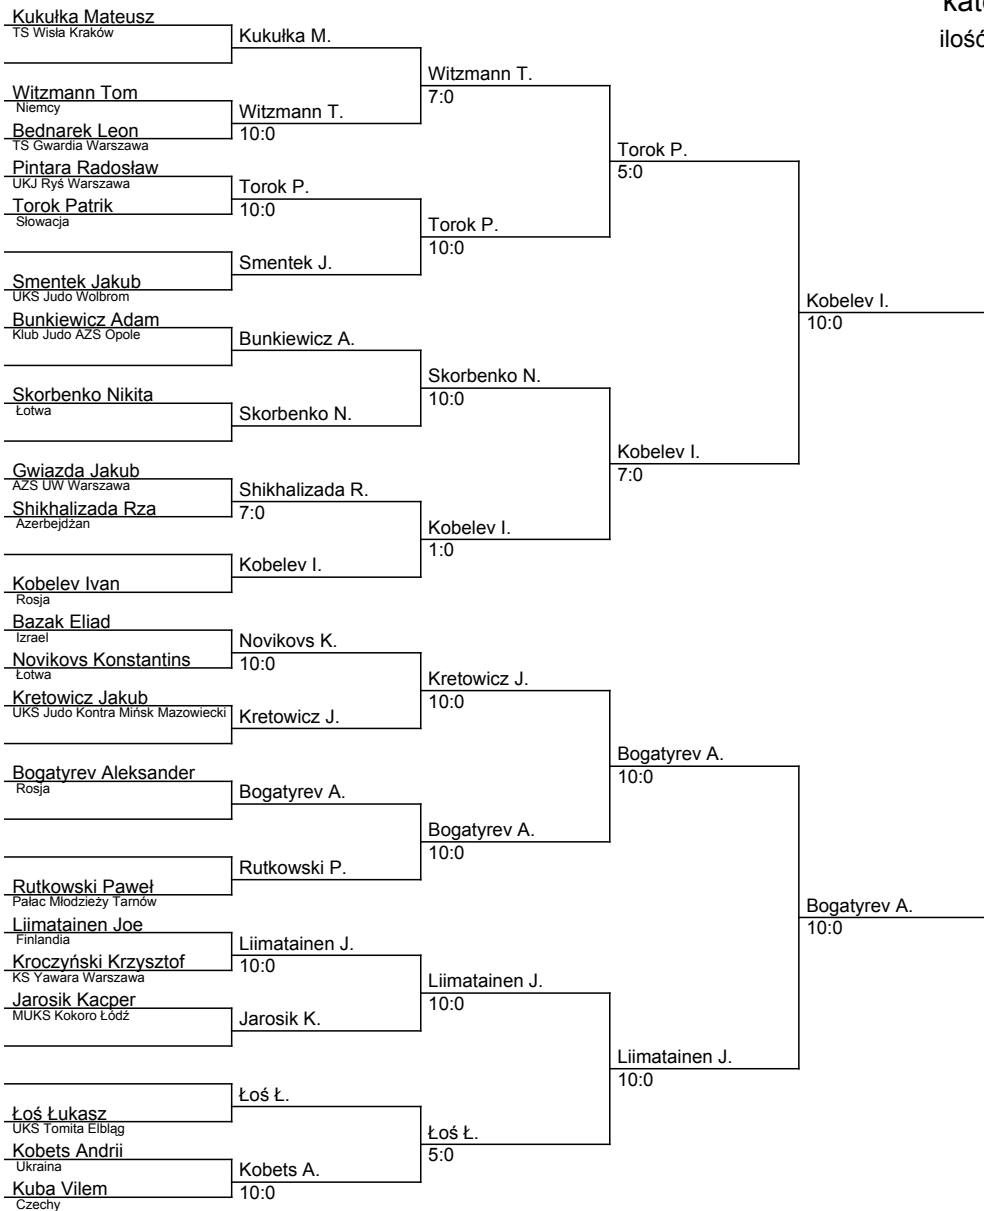 kat
ilość
Kukułka Mateusz
TS Wisła Kraków
Witzmann Tom
Niemcy
Bednarek Leon
TS Gwardia Warszawa
Pintara Radosław
UKJ Ryś Warszawa
Torok Patrik
Słowacja
Smentek Jakub
UKS Judo Wolbrom
Bunkiewicz Adam
Klub Judo AZS Opole
Skorbenko Nikita
Łotwa
Gwiazda Jakub
AZS UW Warszawa
Shikhalizada Rza
Azerbejdżan
Kobelev Ivan
Rosja
Bazak Eliad
Izrael
Novikovs Konstantins
Łotwa
Kretowicz Jakub
UKS Judo Kontra Mińsk Mazowiecki
Bogatyrev Aleksander
Rosja
Rutkowski Paweł
Pałac Młodzieży Tarnów
Liimatainen Joe
Finlandia
Kroczyński Krzysztof
KS Yawara Warszawa
Jarosik Kacper
MUKS Kokoro Łódź
Łoś Łukasz
UKS Tomita Elbląg
Kobets Andrii
Ukraina
Kuba Vilem
Czechy
Kukułka M.
Witzmann T.
10:0
Torok P.
10:0
Smentek J.
Bunkiewicz A.
Skorbenko N.
Shikhalizada R.
7:0
Kobelev I.
Novikovs K.
10:0
Kretowicz J.
Bogatyrev A.
Rutkowski P.
Liimatainen J.
10:0
Jarosik K.
Łoś Ł.
Kobets A.
10:0
Witzmann T.
7:0
Torok P.
10:0
Skorbenko N.
10:0
Kobelev I.
1:0
Kretowicz J.
10:0
Bogatyrev A.
10:0
Liimatainen J.
10:0
Łoś Ł.
5:0
Torok P.
5:0
Kobelev I.
7:0
Bogatyrev A.
10:0
Liimatainen J.
10:0
Kobelev I.
10:0
Bogatyrev A.
10:0